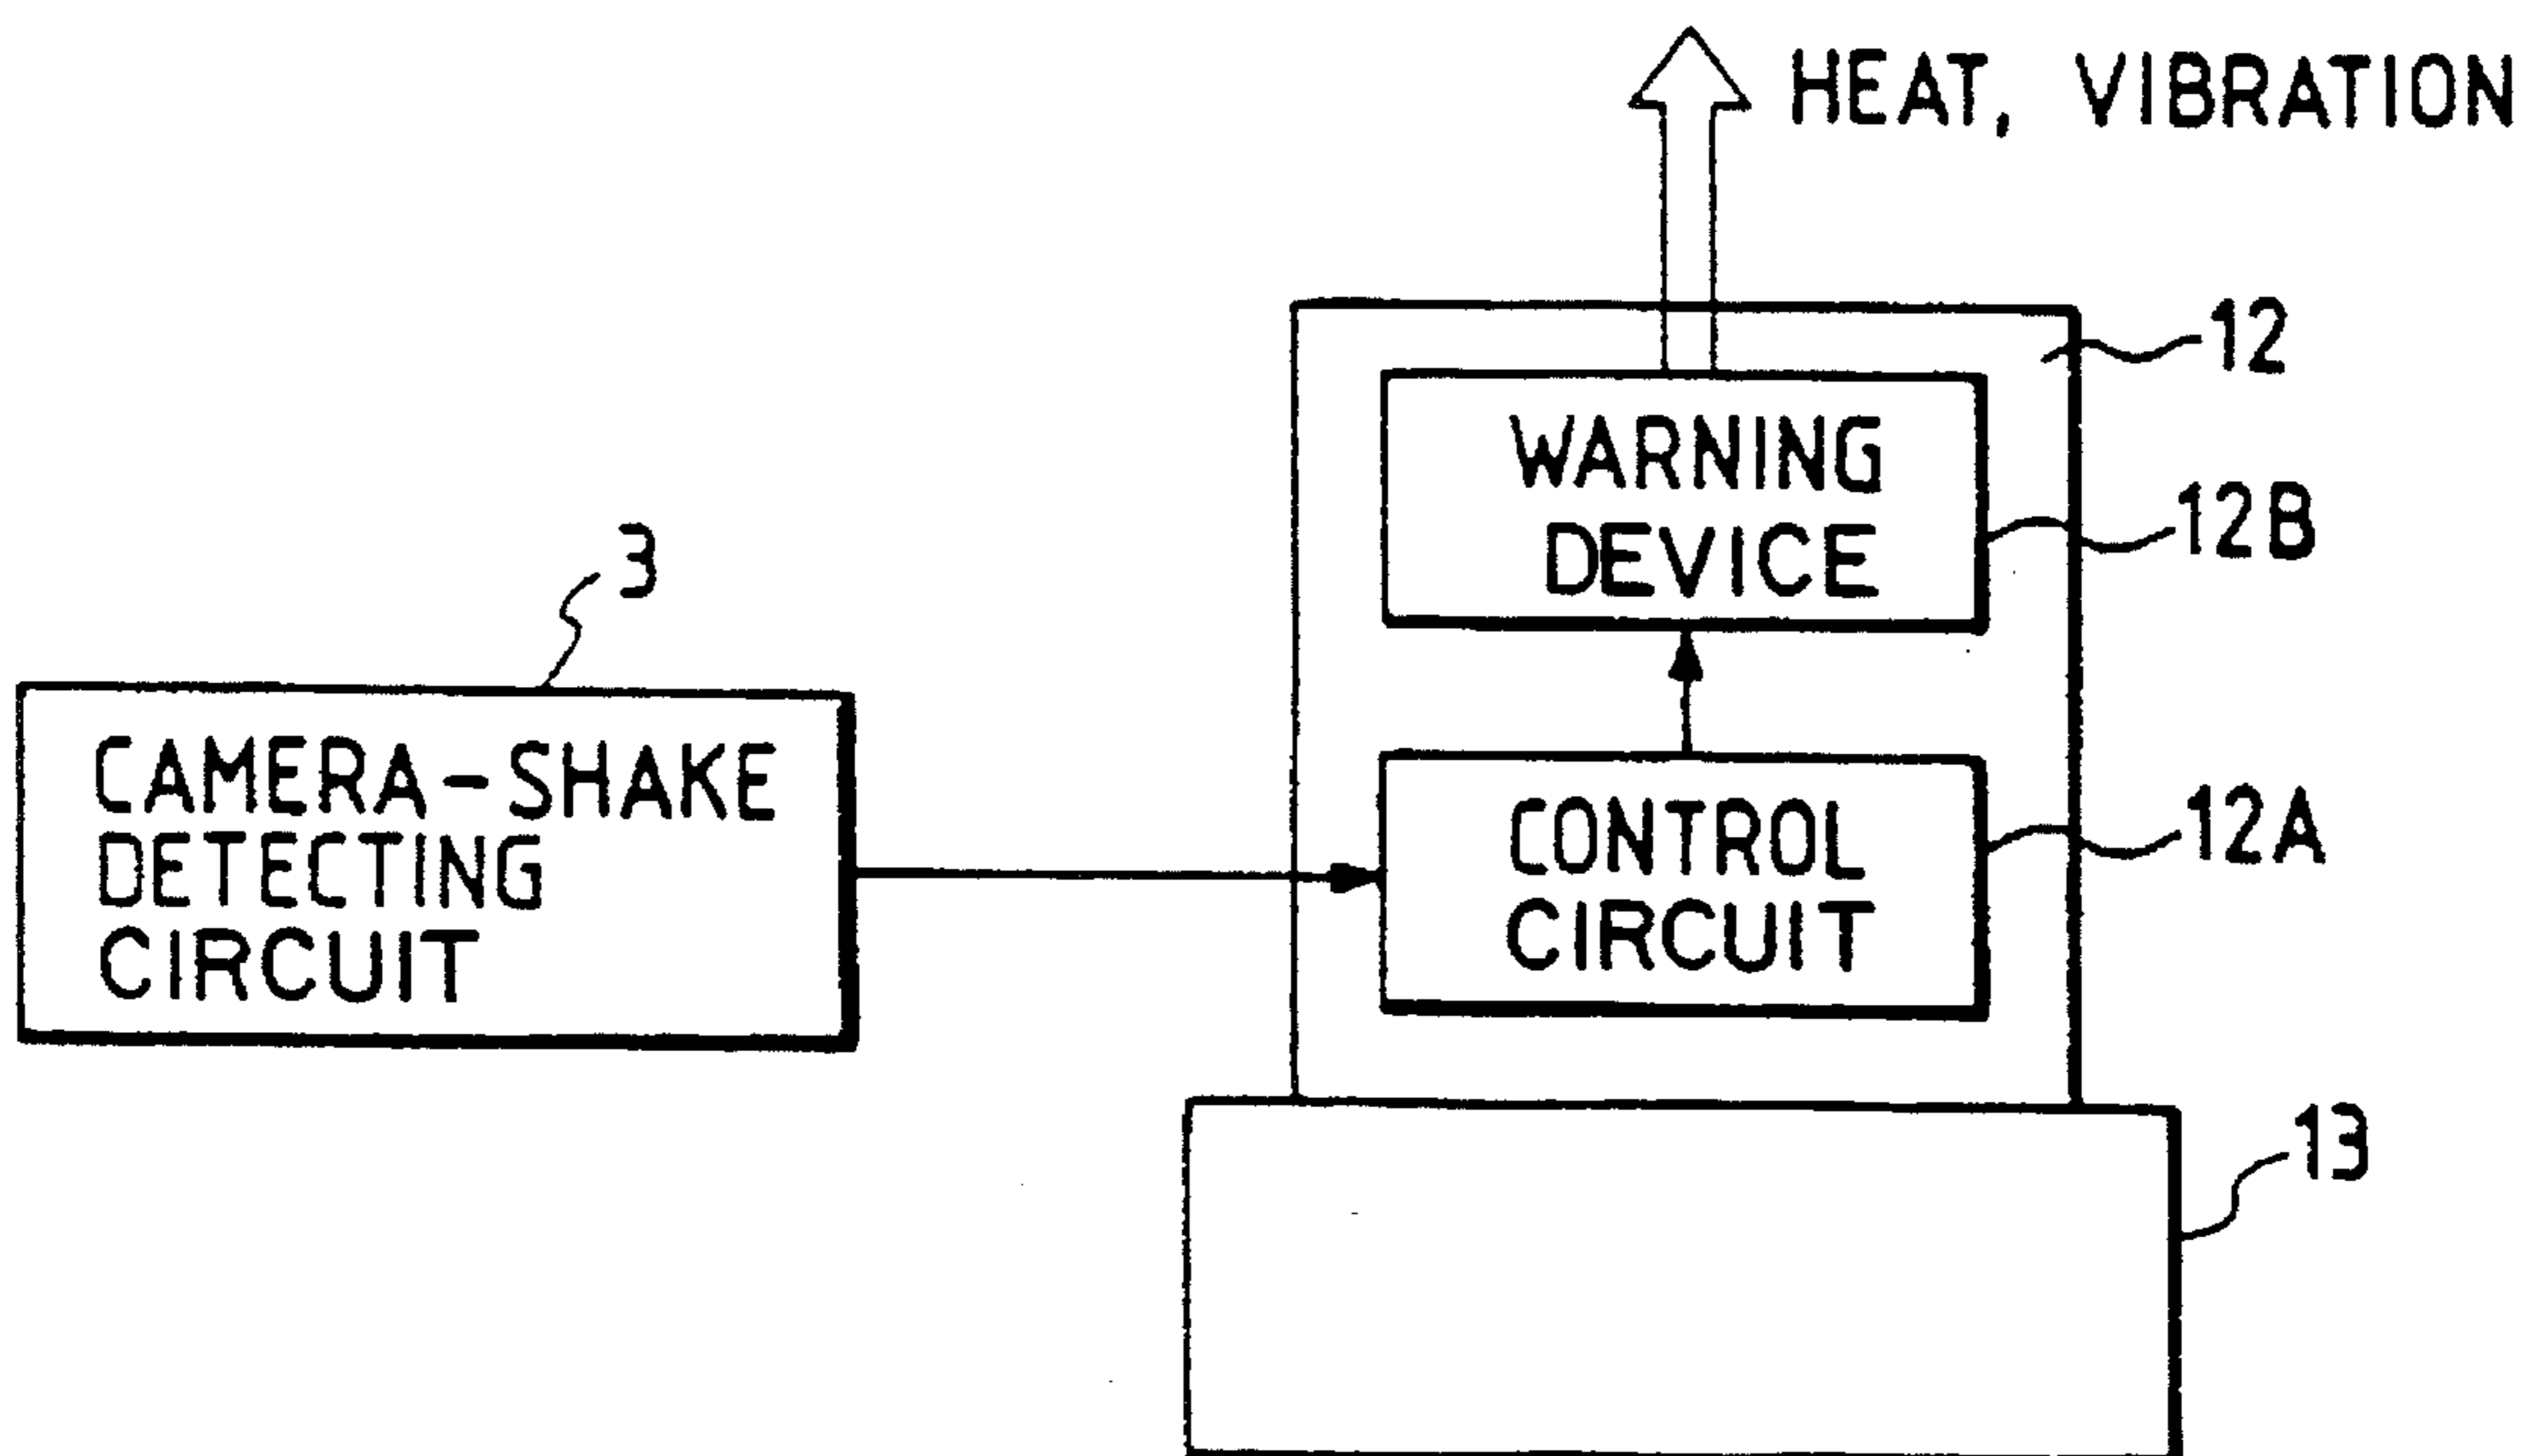 HEAT, VIBRATION
12
WARNING
DEVICE
12B
3
CAMERA-SHAKE
DETECTING
CIRCUIT
CONTROL
CIRCUIT
12A
13